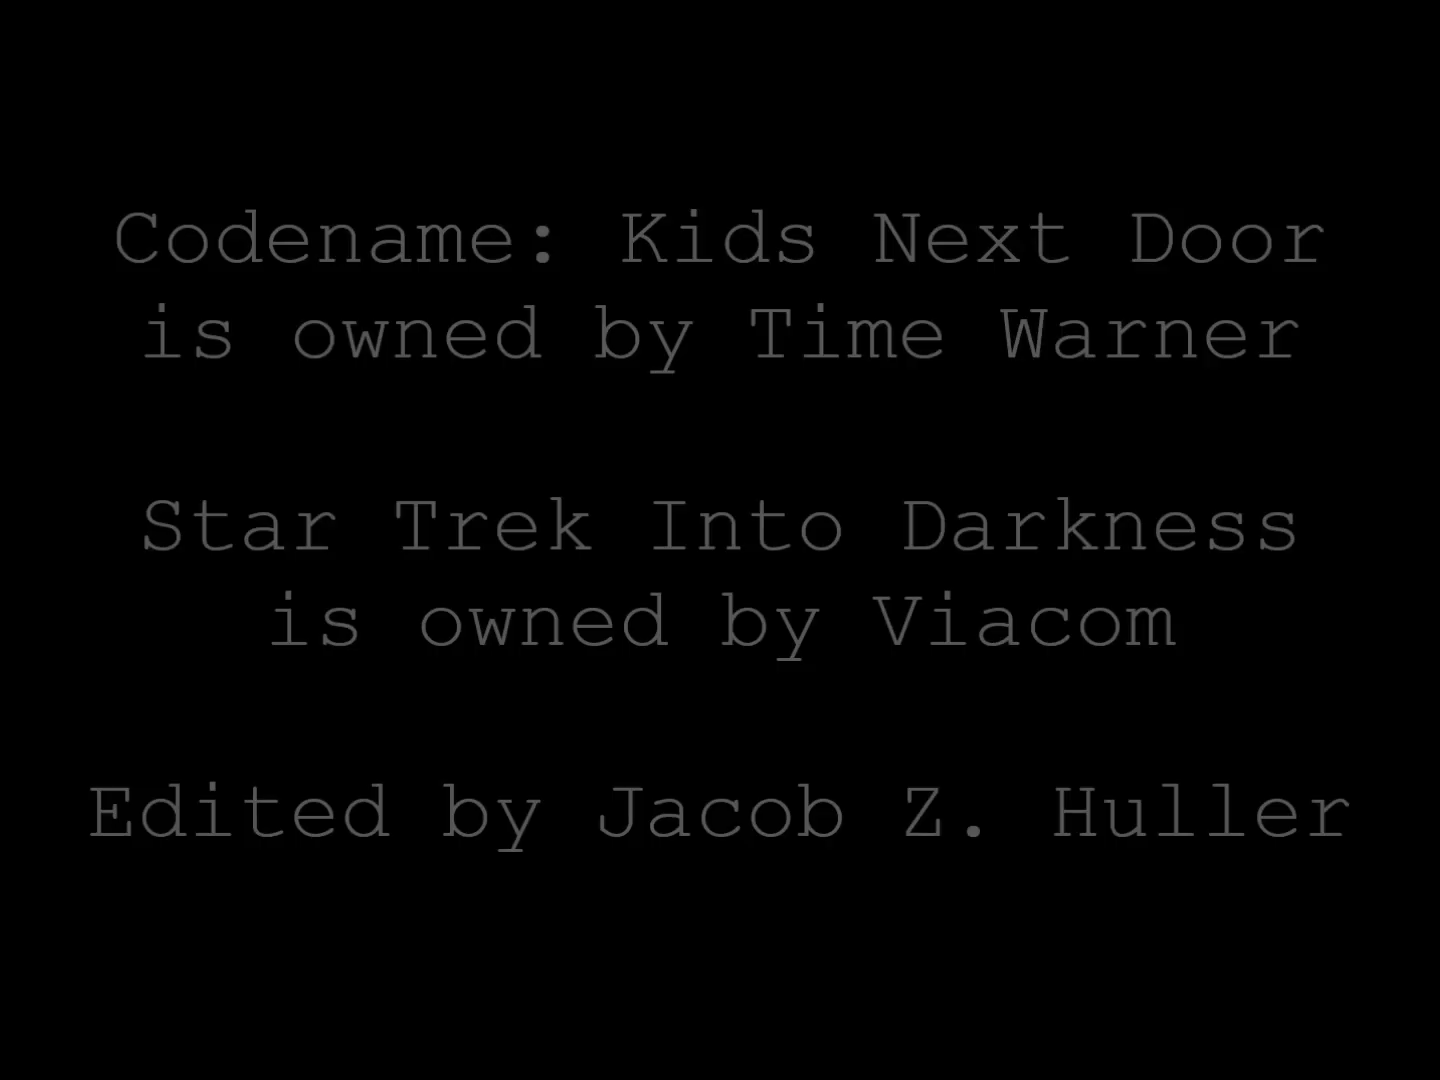 Codename: Kids Next Door
is owned by Time Warner
Star Trek Into Darkness
is owned by Viacom
Edited by Jacob Z. Huller